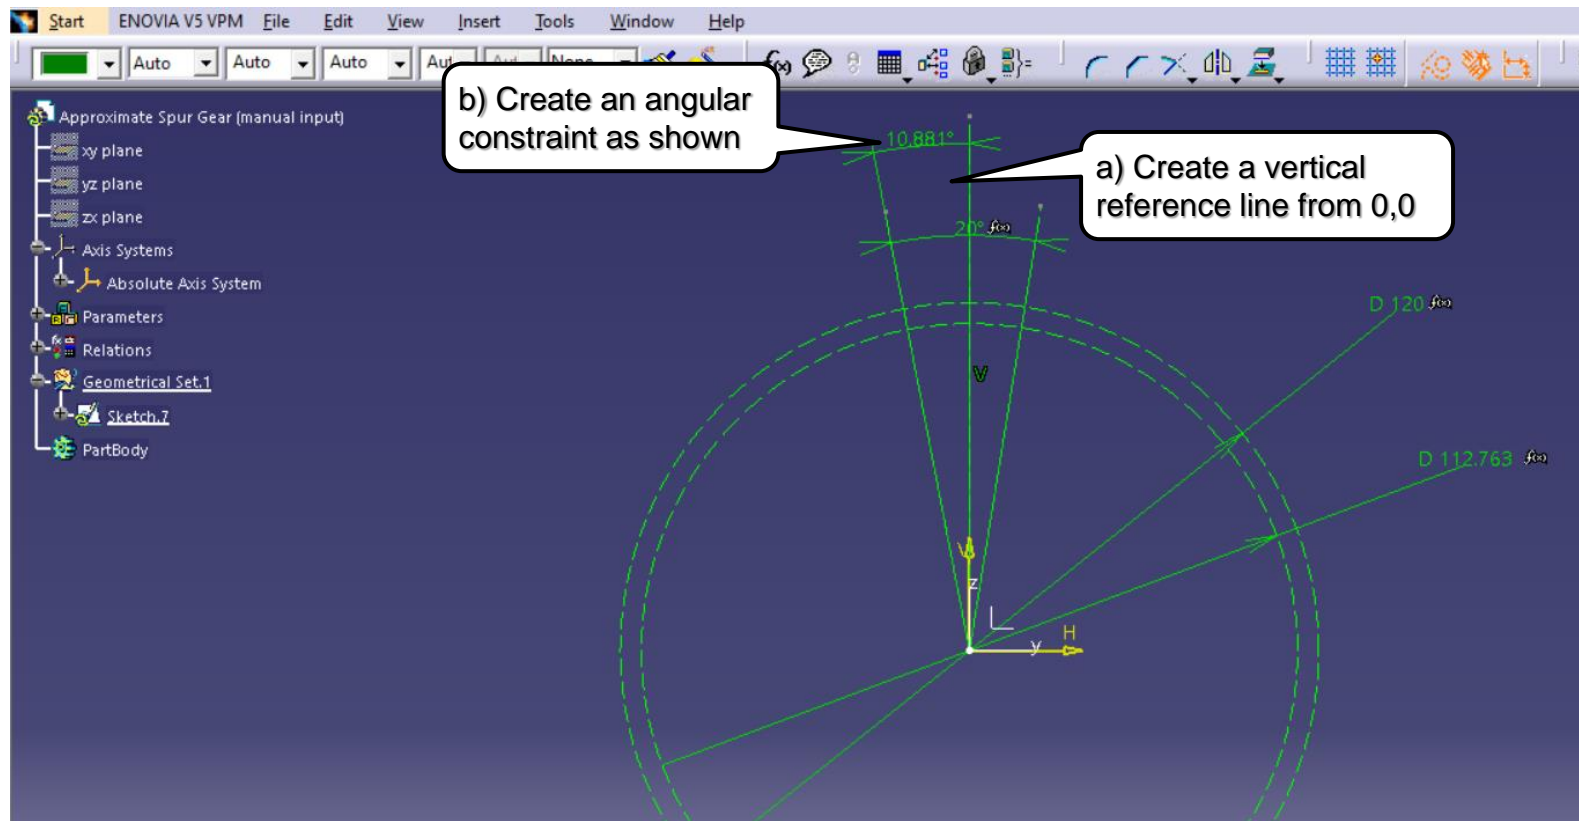 Start ENOVIA V5 VPM File Edit View Insert Tools Window Help
Auto Auto Auto
b) Create an angular
constraint as shown
a) Create a vertical
reference line from 0,0
Approximate Spur Gear (manual input)
xy plane
yz plane
zx plane
Axis Systems
Absolute Axis System
Parameters
Relations
Geometrical Set.1
Sketch.7
PartBody
10.881°
20° f(x)
D 120 f(x)
D 112.763 f(x)
V
V
z
H
y